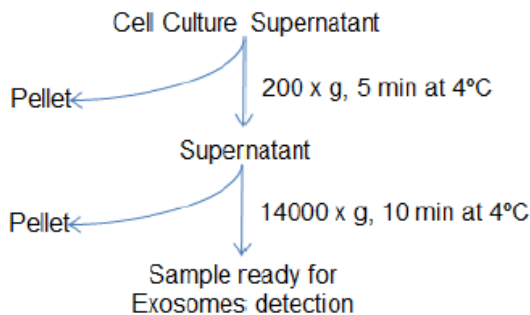 Cell Culture Supernatant
200 x g, 5 min at 4ºC
Pellet
Supernatant
14000 x g, 10 min at 4ºC
Pellet
Sample ready for
Exosomes detection